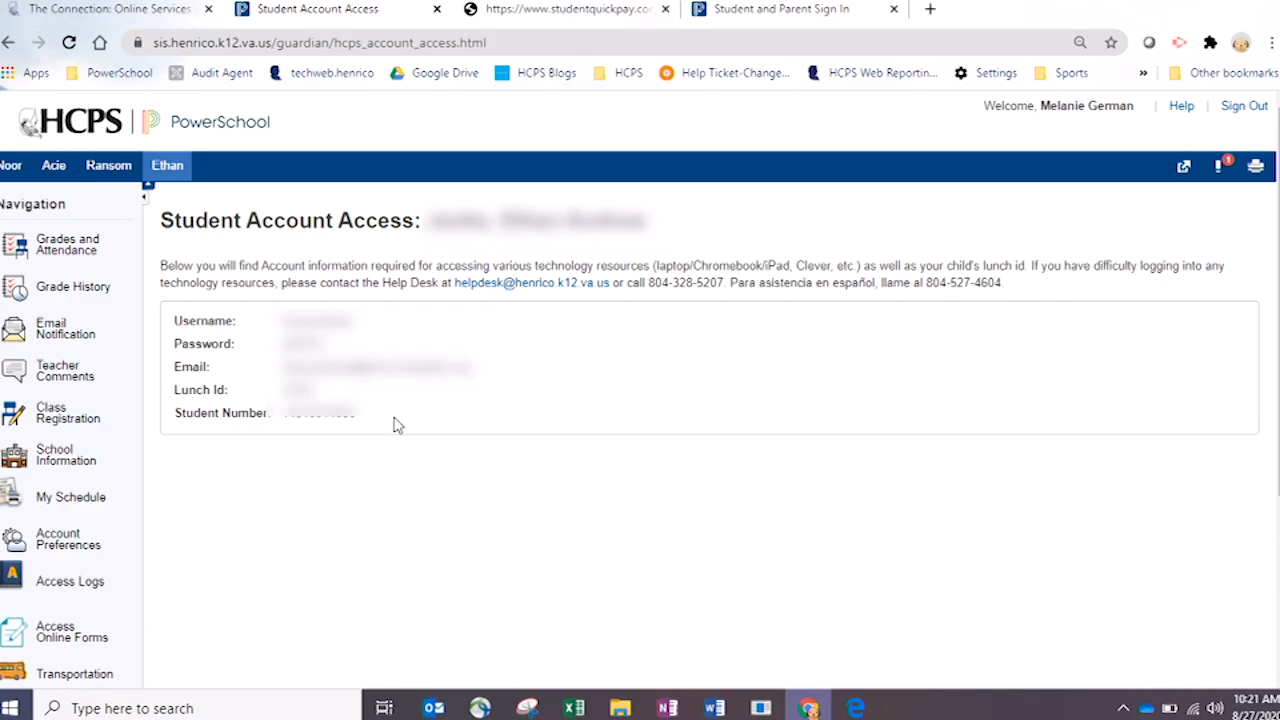 The Connection: Online Services
Student Account Access
https://www.studentquickpay.co
Student and Parent Sign In
sis.henrico.k12.va.us/guardian/hcps_account_access.html
Apps
PowerSchool
Audit Agent
techweb.henrico
Google Drive
HCPS Blogs
HCPS
Help Ticket-Change...
HCPS Web Reportin...
Settings
Sports
»
Other bookmarks
HCPS
PowerSchool
Welcome, Melanie German
Help
Sign Out
Noor
Acie
Ransom
Ethan
1
Navigation
Grades and
Attendance
Grade History
Email
Notification
Teacher
Comments
Class
Registration
School
Information
My Schedule
Account
Preferences
Access Logs
Access
Online Forms
Transportation
Student Account Access:
Below you will find Account information required for accessing various technology resources (laptop/Chromebook/iPad, Clever, etc.) as well as your child's lunch id. If you have difficulty logging into any
technology resources, please contact the Help Desk at helpdesk@henrico.k12.va.us or call 804-328-5207. Para asistencia en español, llame al 804-527-4604.
Username:
Password:
Email:
Lunch Id:
Student Number:
Type here to search
10:21 AM